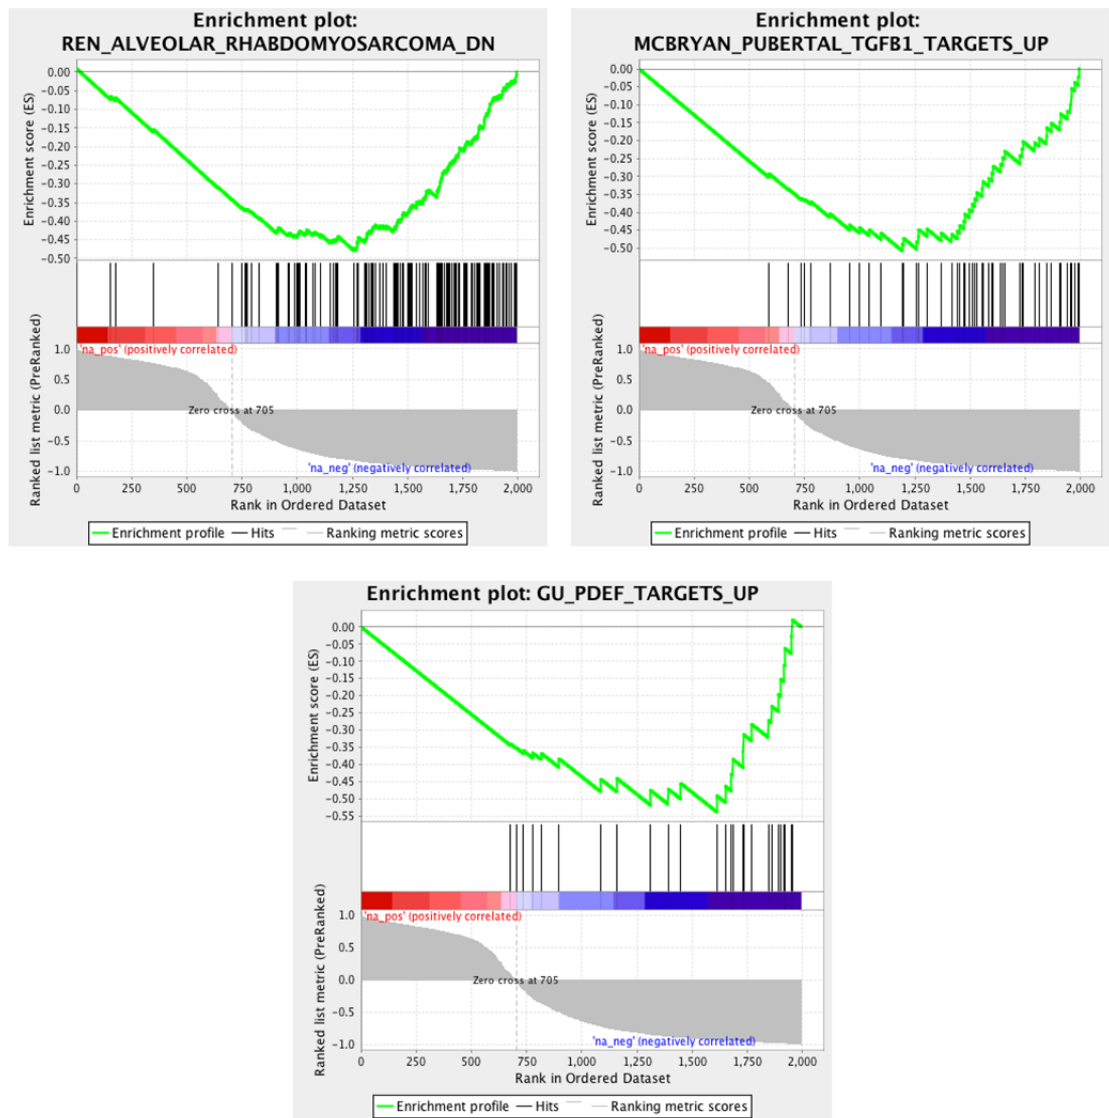 Enrichment plot:
REN_ALVEOLAR_RHABDOMYOSARCOMA_DN
Enrichment score (ES)
0.00
−0.05
−0.10
−0.15
−0.20
−0.25
−0.30
−0.35
−0.40
−0.45
−0.50
Ranked list metric (PreRanked)
1.0
0.5
0.0
−0.5
−1.0
'na_pos' (positively correlated)
Zero cross at 705
'na_neg' (negatively correlated)
0 250 500 750 1,000 1,250 1,500 1,750 2,000
Rank in Ordered Dataset
Enrichment profile Hits Ranking metric scores
Enrichment plot:
MCBRYAN_PUBERTAL_TGFB1_TARGETS_UP
Enrichment score (ES)
0.00
−0.05
−0.10
−0.15
−0.20
−0.25
−0.30
−0.35
−0.40
−0.45
−0.50
Ranked list metric (PreRanked)
1.0
0.5
0.0
−0.5
−1.0
'na_pos' (positively correlated)
Zero cross at 705
'na_neg' (negatively correlated)
0 250 500 750 1,000 1,250 1,500 1,750 2,000
Rank in Ordered Dataset
Enrichment profile Hits Ranking metric scores
Enrichment plot: GU_PDEF_TARGETS_UP
Enrichment score (ES)
0.00
−0.05
−0.10
−0.15
−0.20
−0.25
−0.30
−0.35
−0.40
−0.45
−0.50
−0.55
Ranked list metric (PreRanked)
1.0
0.5
0.0
−0.5
−1.0
'na_pos' (positively correlated)
Zero cross at 705
'na_neg' (negatively correlated)
0 250 500 750 1,000 1,250 1,500 1,750 2,000
Rank in Ordered Dataset
Enrichment profile Hits Ranking metric scores